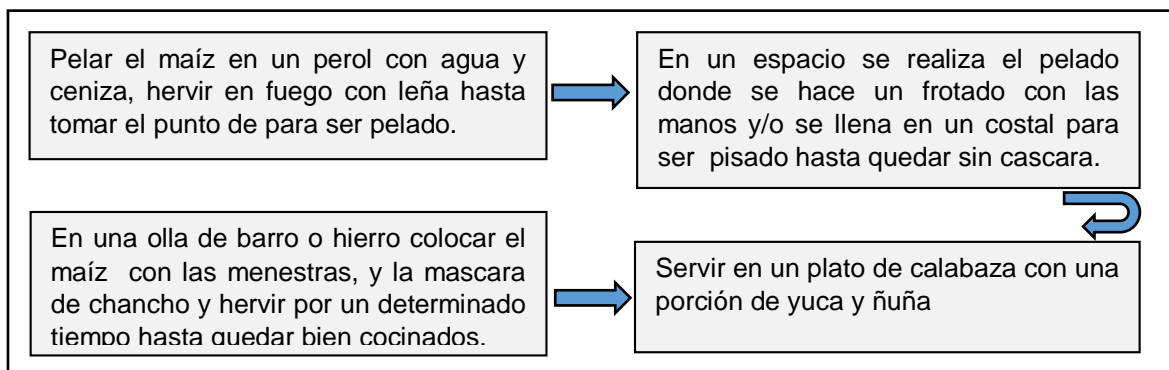 Pelar el maíz en un perol con agua y
ceniza, hervir en fuego con leña hasta
tomar el punto de para ser pelado.
En un espacio se realiza el pelado
donde se hace un frotado con las
manos y/o se llena en un costal para
ser pisado hasta quedar sin cascara.
En una olla de barro o hierro colocar el
maíz con las menestras, y la mascara
de chancho y hervir por un determinado
tiempo hasta quedar bien cocinados.
Servir en un plato de calabaza con una
porción de yuca y ñuña